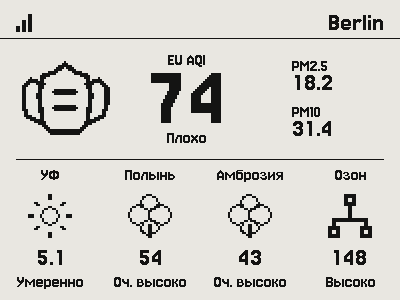 Berlin
EU AQI
74
Плохо
PM2.5
18.2
PM10
31.4
УФ Полынь Амброзия Озон
5.1 54 43 148
Умеренно Оч. высоко Оч. высоко Высоко